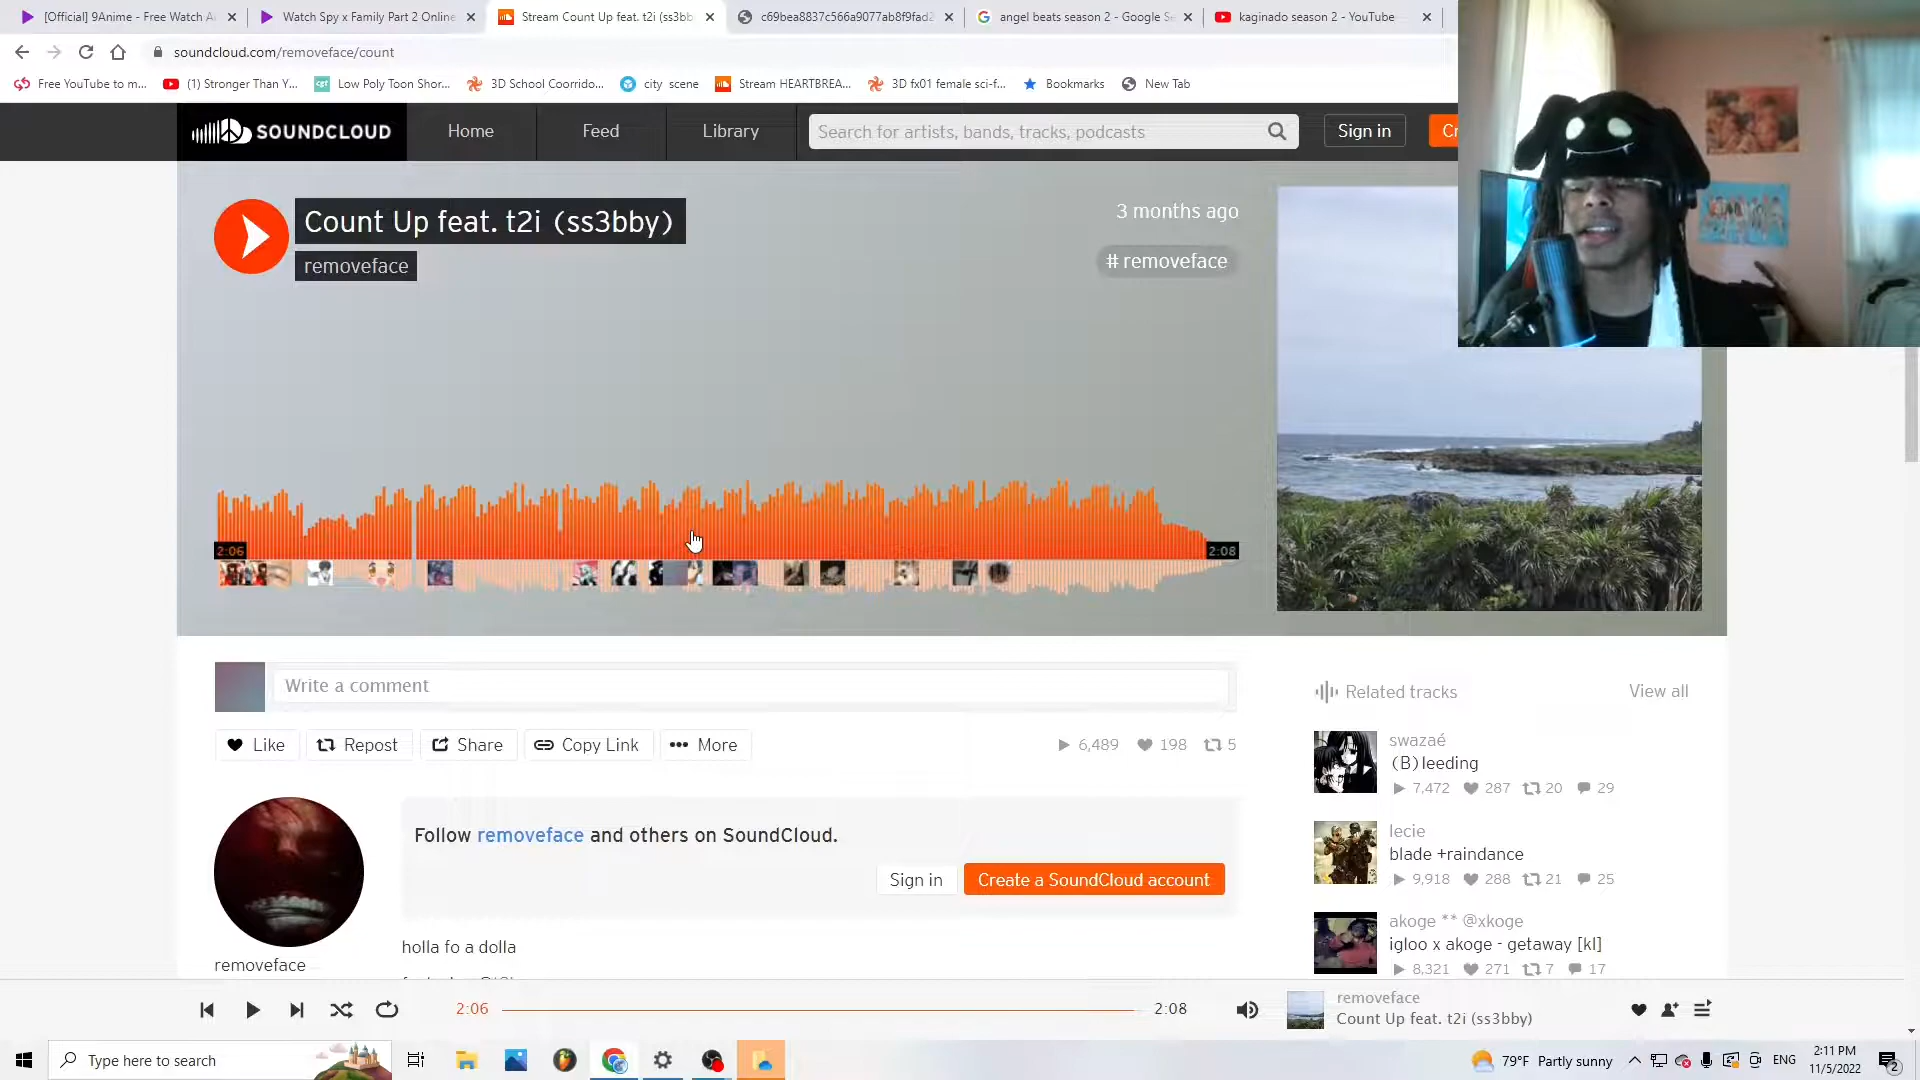 [Official] 9Anime - Free Watch A
Watch Spy x Family Part 2 Online
Stream Count Up feat. t2i (ss3bb
c69bea8837c566a9077ab8f9fad2
angel beats season 2 - Google Se
kaginado season 2 - YouTube
soundcloud.com/removeface/count
Free YouTube to m...
(1) Stronger Than Y...
Low Poly Toon Shor...
3D School Coorrido...
city scene
Stream HEARTBREA...
3D fx01 female sci-f...
Bookmarks
New Tab
SOUNDCLOUD
Home
Feed
Library
Search for artists, bands, tracks, podcasts
Sign in
Cr
Count Up feat. t2i (ss3bby)
removeface
3 months ago
# removeface
2:06
2:08
Write a comment
Like
Repost
Share
Copy Link
More
6,489
198
5
Related tracks
View all
swazaé
(B)leeding
7,472
287
20
29
lecie
blade +raindance
9,918
288
21
25
akoge ** @xkoge
igloo x akoge - getaway [kl]
8,321
271
7
17
Follow removeface and others on SoundCloud.
Sign in
Create a SoundCloud account
removeface
holla fo a dolla
2:06
2:08
removeface
Count Up feat. t2i (ss3bby)
Type here to search
79°F Partly sunny
ENG
2:11 PM
11/5/2022
2